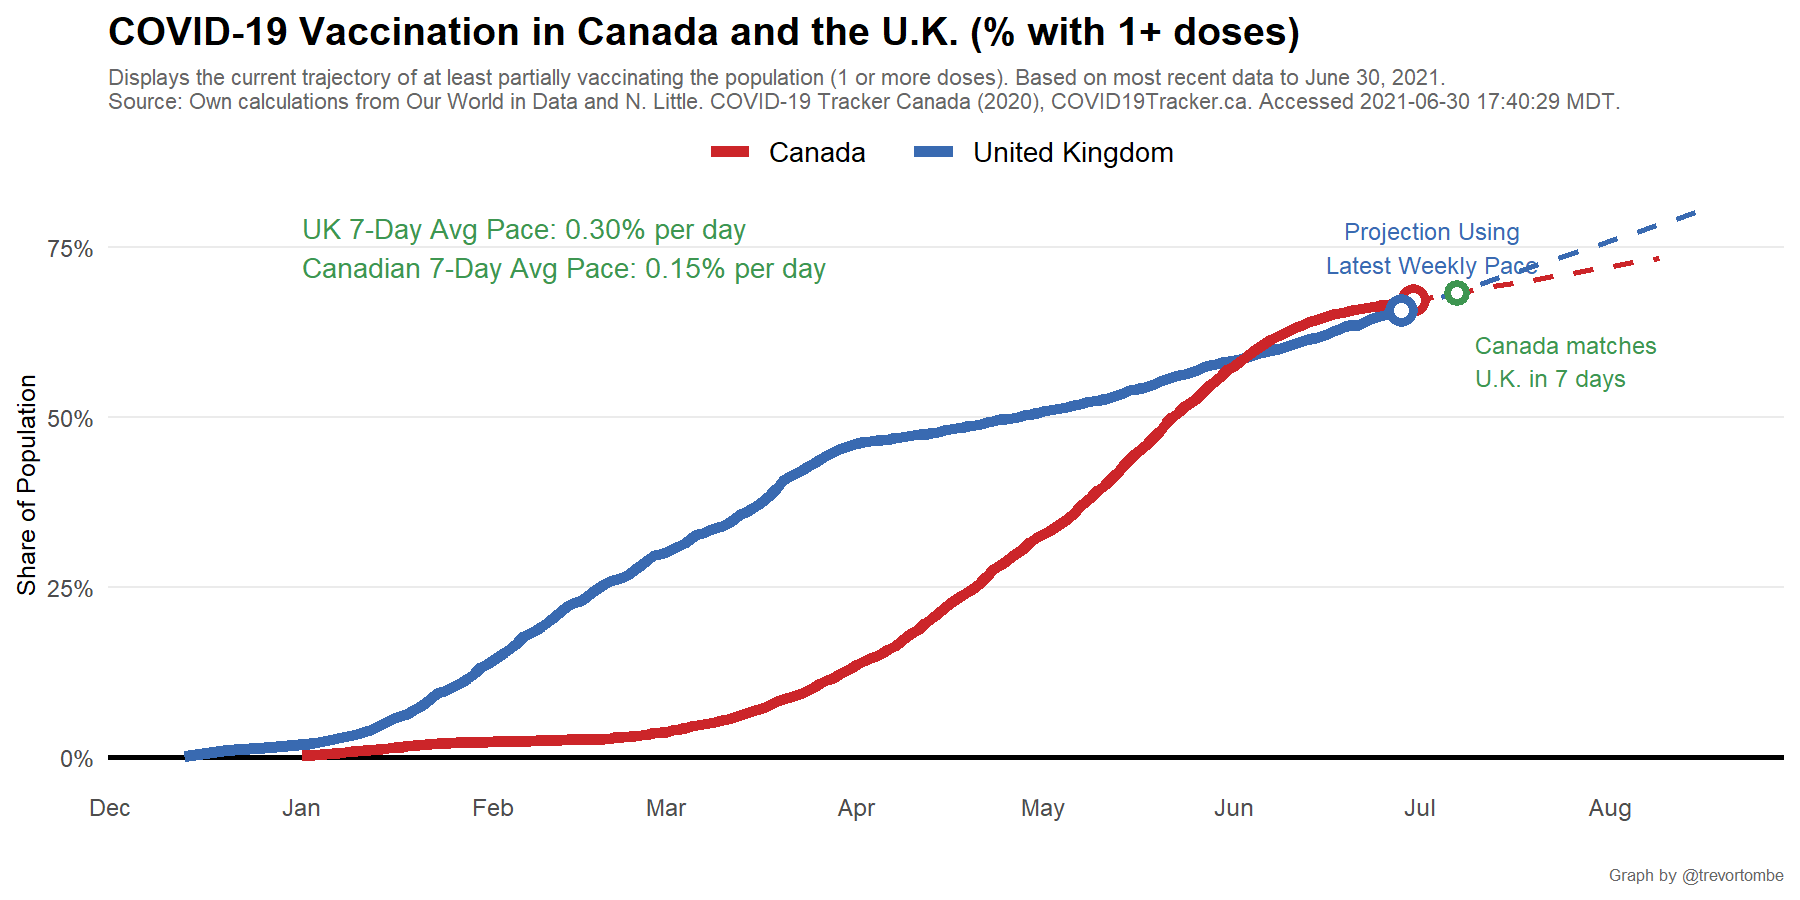 COVID-19 Vaccination in Canada and the U.K. (% with 1+ doses)
Displays the current trajectory of at least partially vaccinating the population (1 or more doses). Based on most recent data to June 30, 2021.
Source: Own calculations from Our World in Data and N. Little. COVID-19 Tracker Canada (2020), COVID19Tracker.ca. Accessed 2021-06-30 17:40:29 MDT.
Canada
United Kingdom
UK 7-Day Avg Pace: 0.30% per day
Canadian 7-Day Avg Pace: 0.15% per day
Projection Using
Latest Weekly Pace
Canada matches
U.K. in 7 days
Share of Population
75%
50%
25%
0%
Dec
Jan
Feb
Mar
Apr
May
Jun
Jul
Aug
Graph by @trevortombe